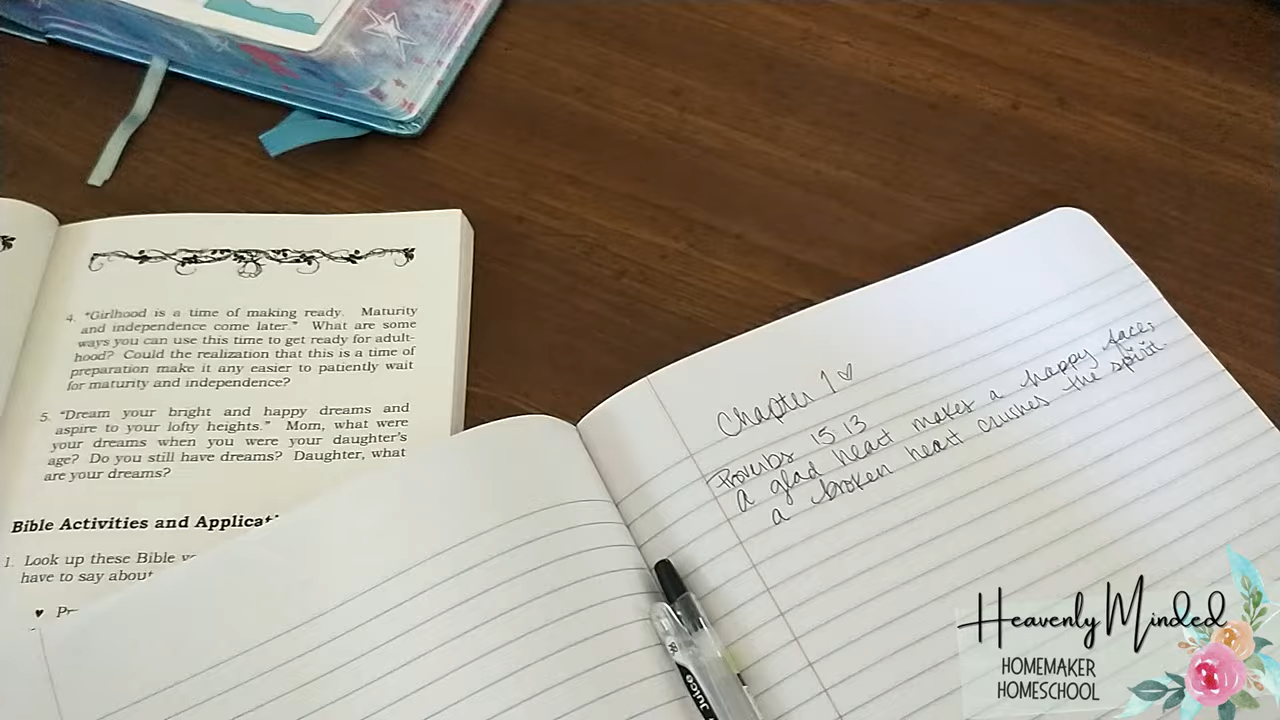 4. "Girlhood is a time of making ready. Maturity
and independence come later." What are some
ways you can use this time to get ready for adult-
hood? Could the realization that this is a time of
preparation make it any easier to patiently wait
for maturity and independence?
5. "Dream your bright and happy dreams and
aspire to your lofty heights." Mom, what were
your dreams when you were your daughter's
age? Do you still have dreams? Daughter, what
are your dreams?
Bible Activities and
1. Look up these Bible
have to say about
♥ Pr
Chapter 1♡
Proverbs 15 13
a glad heart makes a happy face,
a broken heart crushes the spirit.
Juice
Heavenly Minded
HOMEMAKER
HOMESCHOOL